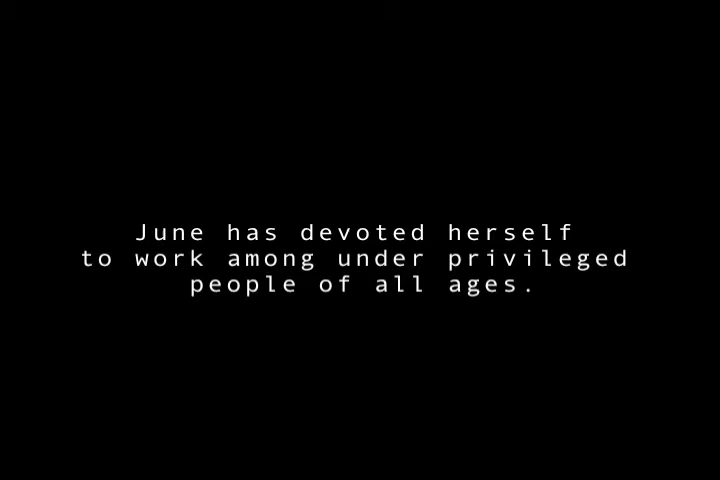 June has devoted herself
to work among under privileged
people of all ages.